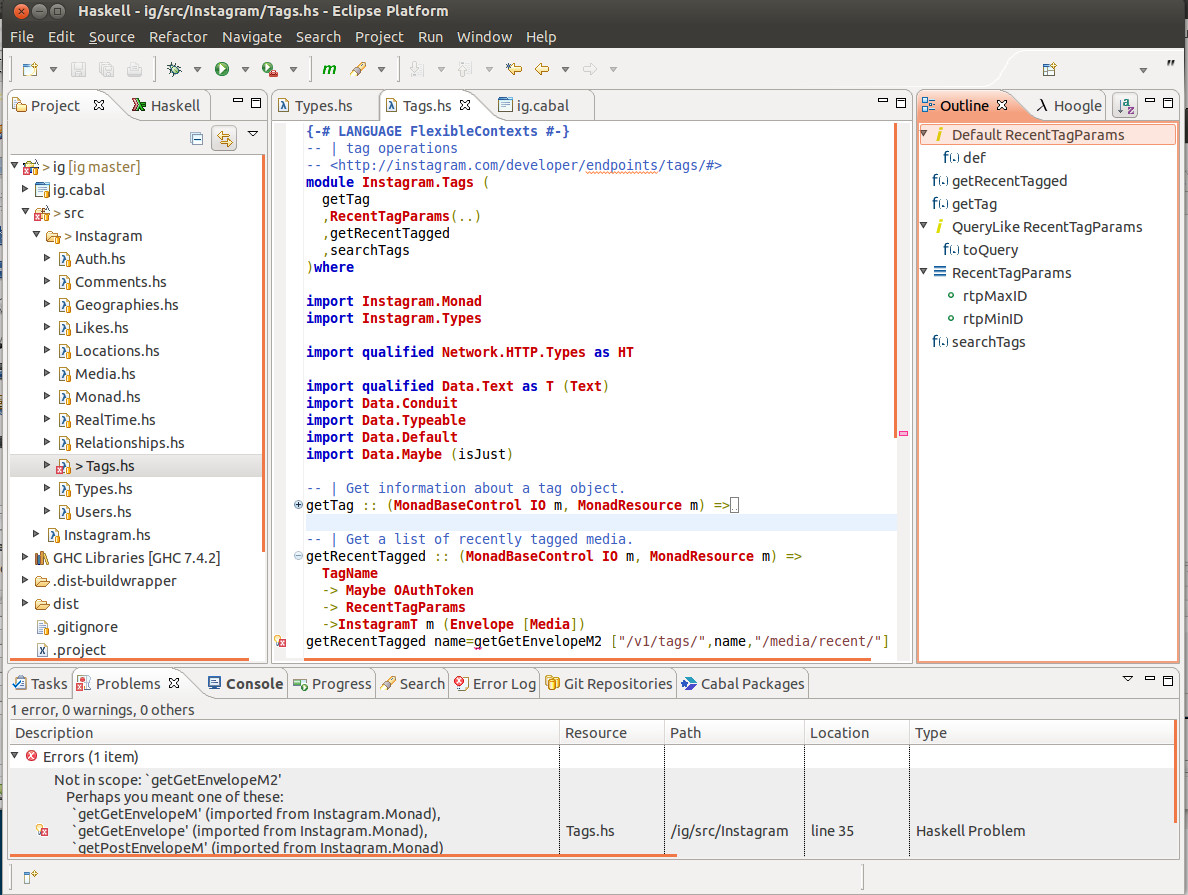 Haskell - ig/src/Instagram/Tags.hs - Eclipse Platform
File Edit Source Refactor Navigate Search Project Run Window Help
Project Haskell
> ig [ig master]
ig.cabal
> src
> Instagram
Auth.hs
Comments.hs
Geographies.hs
Likes.hs
Locations.hs
Media.hs
Monad.hs
RealTime.hs
Relationships.hs
> Tags.hs
Types.hs
Users.hs
Instagram.hs
GHC Libraries [GHC 7.4.2]
.dist-buildwrapper
dist
.gitignore
.project
Types.hs Tags.hs ig.cabal
{-# LANGUAGE FlexibleContexts #-}
-- | tag operations
-- <http://instagram.com/developer/endpoints/tags/#>
module Instagram.Tags (
getTag
,RecentTagParams(..)
,getRecentTagged
,searchTags
)where
import Instagram.Monad
import Instagram.Types
import qualified Network.HTTP.Types as HT
import qualified Data.Text as T (Text)
import Data.Conduit
import Data.Typeable
import Data.Default
import Data.Maybe (isJust)
-- | Get information about a tag object.
getTag :: (MonadBaseControl IO m, MonadResource m) =>
-- | Get a list of recently tagged media.
getRecentTagged :: (MonadBaseControl IO m, MonadResource m) =>
TagName
-> Maybe OAuthToken
-> RecentTagParams
->InstagramT m (Envelope [Media])
getRecentTagged name=getGetEnvelopeM2 ["/v1/tags/",name,"/media/recent/"]
Outline Hoogle
Default RecentTagParams
def
getRecentTagged
getTag
QueryLike RecentTagParams
toQuery
RecentTagParams
rtpMaxID
rtpMinID
searchTags
Tasks Problems Console Progress Search Error Log Git Repositories Cabal Packages
1 error, 0 warnings, 0 others
Description Resource Path Location Type
Errors (1 item)
Not in scope: `getGetEnvelopeM2'
Perhaps you meant one of these:
`getGetEnvelopeM' (imported from Instagram.Monad),
`getGetEnvelope' (imported from Instagram.Monad), Tags.hs /ig/src/Instagram line 35 Haskell Problem
`getPostEnvelopeM' (imported from Instagram.Monad)